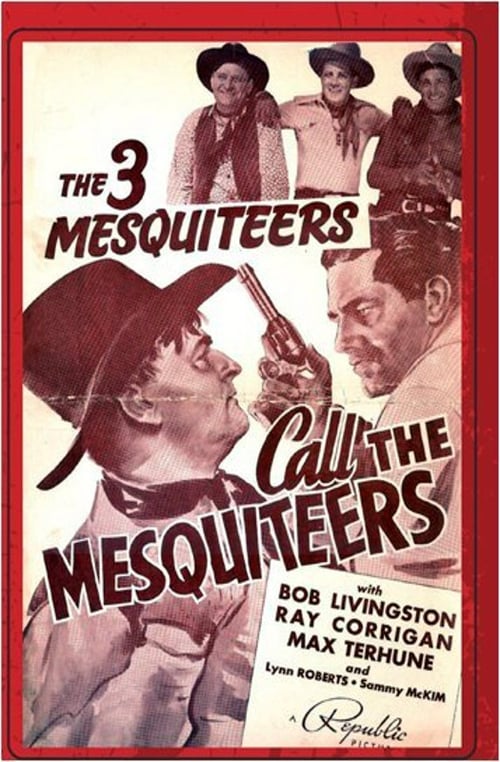 THE 3
MESQUITEERS
Call THE
MESQUITEERS
with
BOB LIVINGSTON
RAY CORRIGAN
MAX TERHUNE
and
Lynn ROBERTS • Sammy McKIM
A Republic
PICTU